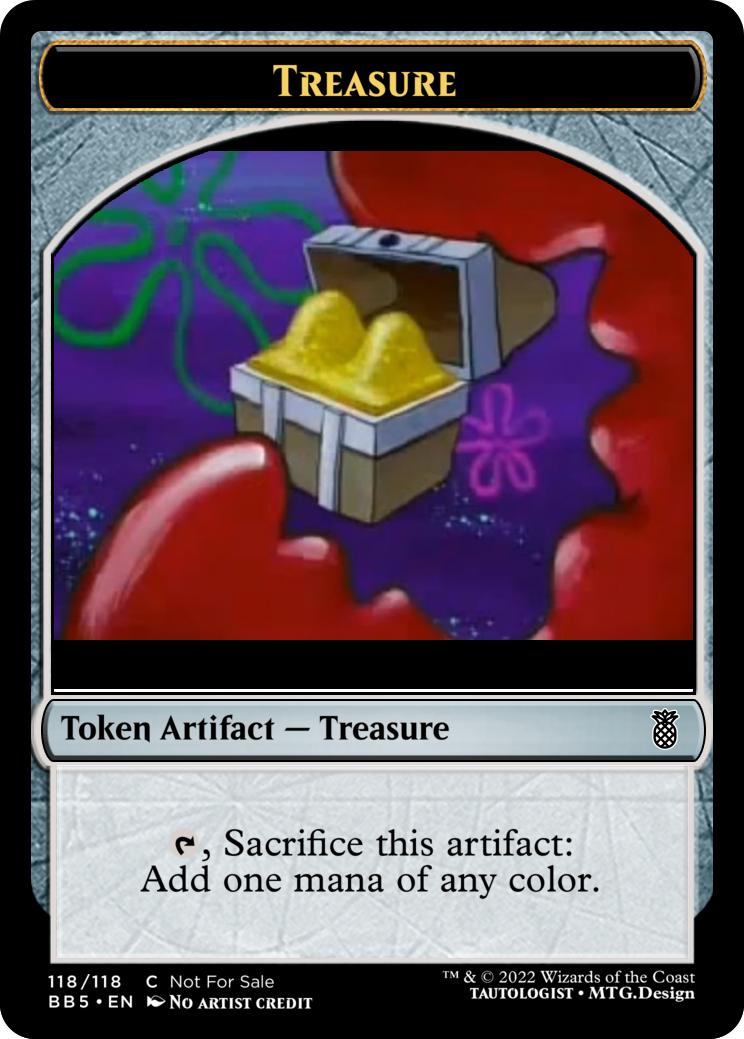 TREASURE
Token Artifact — Treasure
, Sacrifice this artifact:
Add one mana of any color.
118/118 C Not For Sale
BB5 • EN NO ARTIST CREDIT
™ & © 2022 Wizards of the Coast
TAUTOLOGIST • MTG.Design